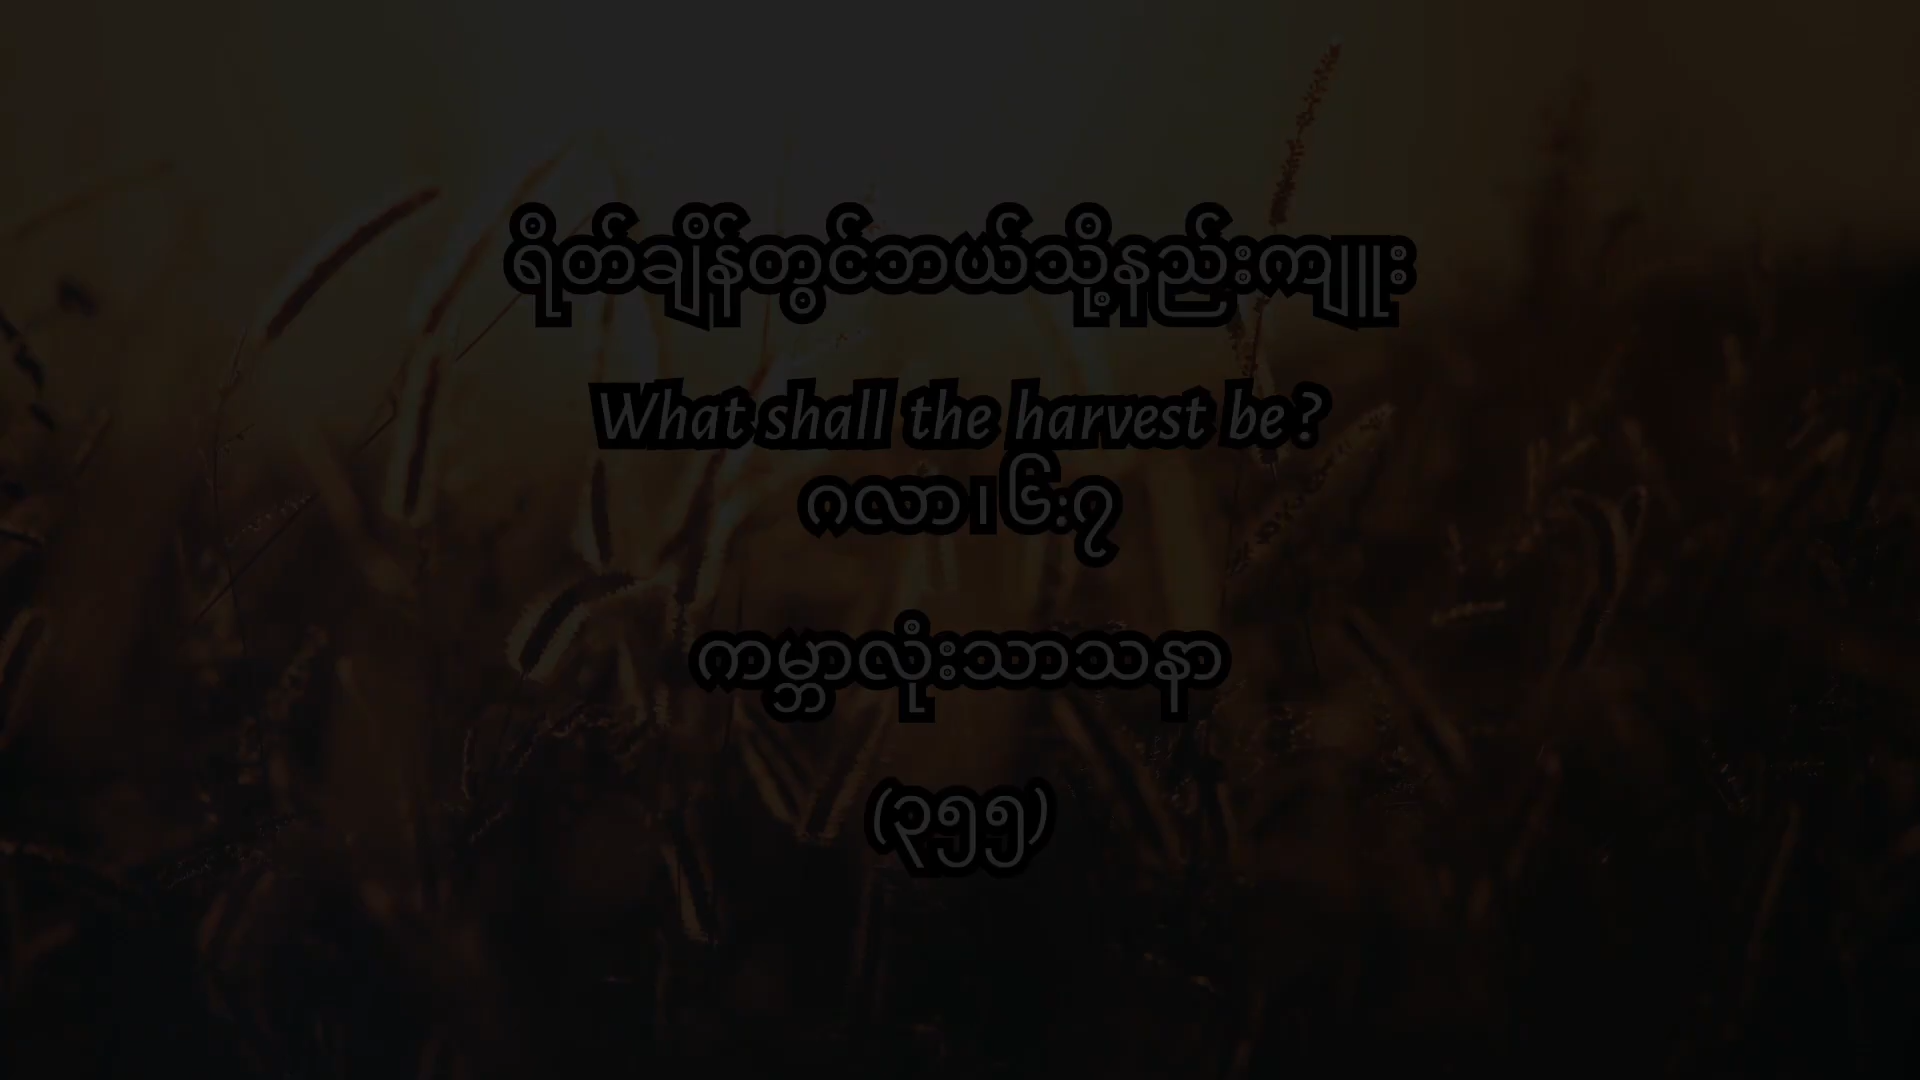 ရိတ်ချိန်တွင်ဘယ်သို့နည်းကျူး
What shall the harvest be?
ဂလာ၊ ၆း၇
ကမ္ဘာလုံးသာသနာ
(၃၅၅)